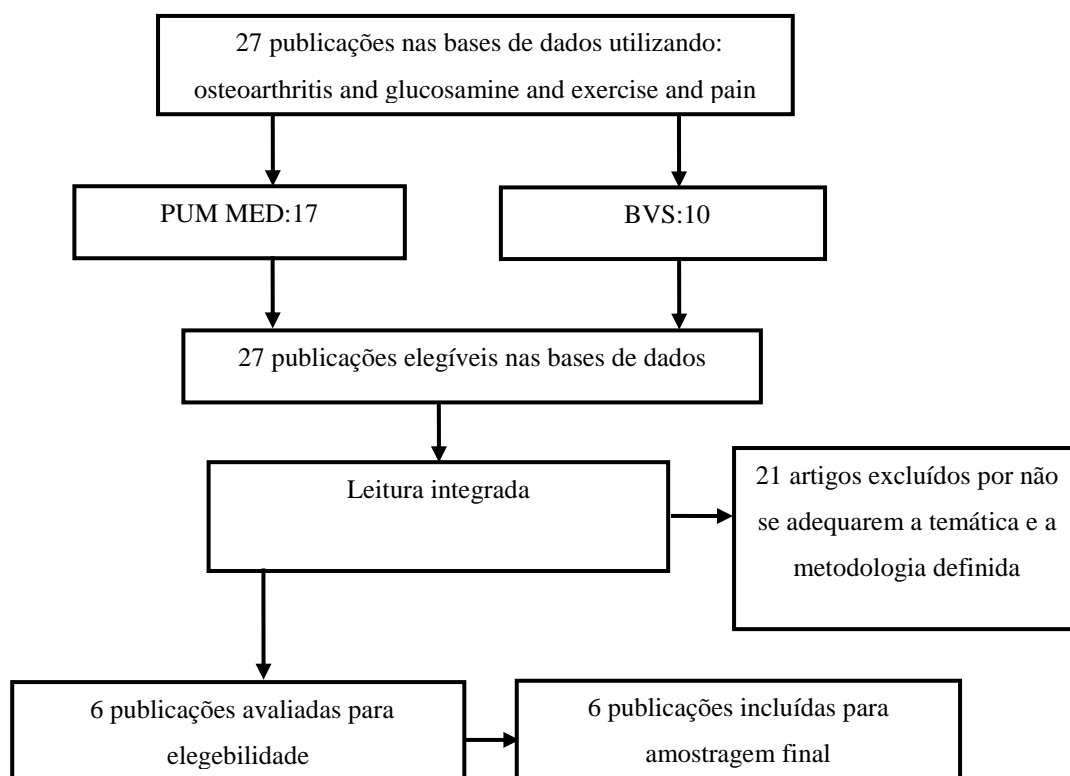 27 publicações nas bases de dados utilizando:
osteoarthritis and glucosamine and exercise and pain
PUM MED:17
BVS:10
27 publicações elegíveis nas bases de dados
Leitura integrada
21 artigos excluídos por não
se adequarem a temática e a
metodologia definida
6 publicações avaliadas para
elegebilidade
6 publicações incluídas para
amostragem final